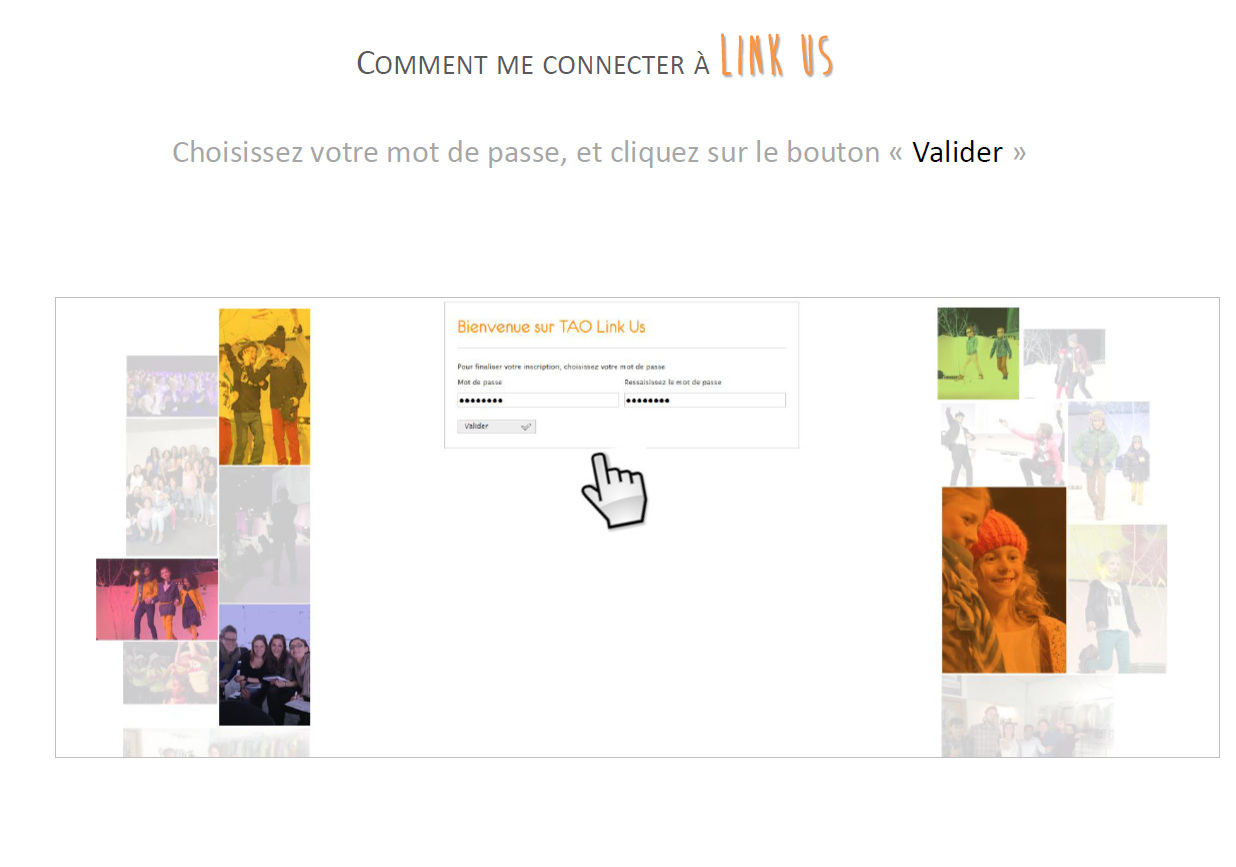 Comment me connecter à LINK US
Choisissez votre mot de passe, et cliquez sur le bouton « Valider »
Bienvenue sur TAO Link Us
Pour finaliser votre inscription, choisissez votre mot de passe
Mot de passe Ressaisissez le mot de passe
●●●●●●●● ●●●●●●●●
Valider